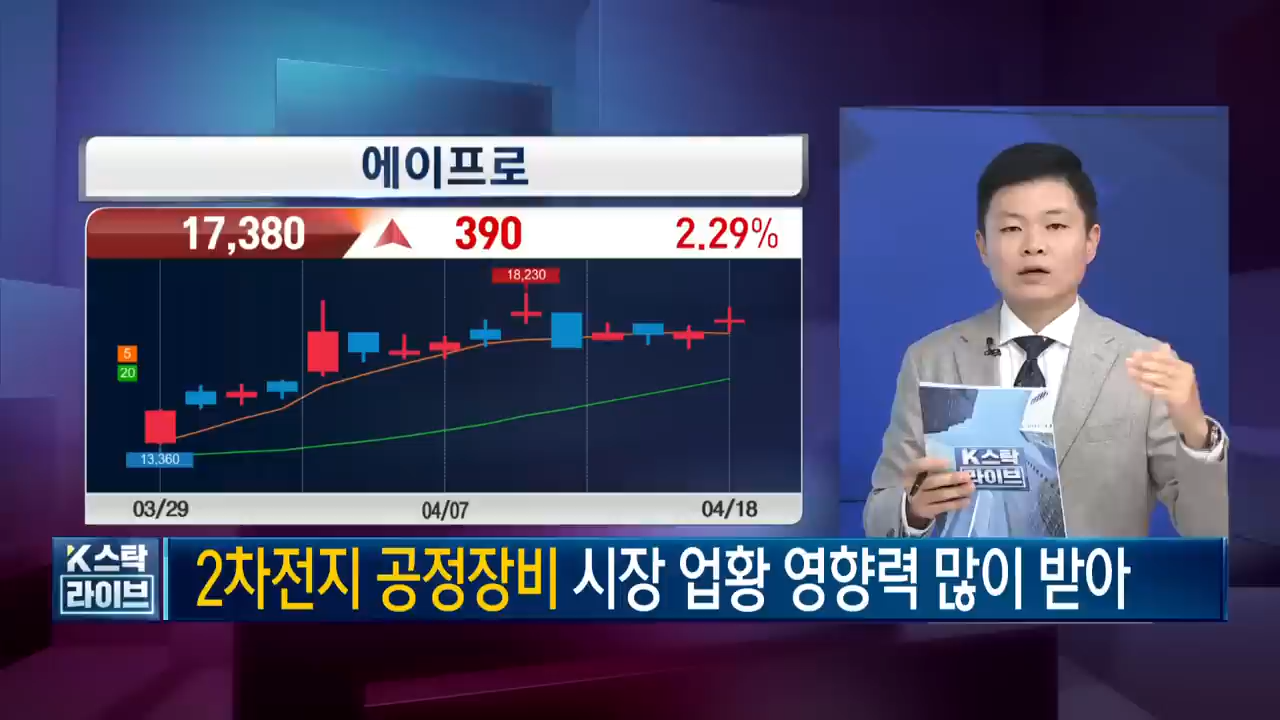 에이프로
17,380 390 2.29%
18,230
5
20
13,360
03/29 04/07 04/18
K스탁
라이브
K스탁
라이브
2차전지 공정장비 시장 업황 영향력 많이 받아